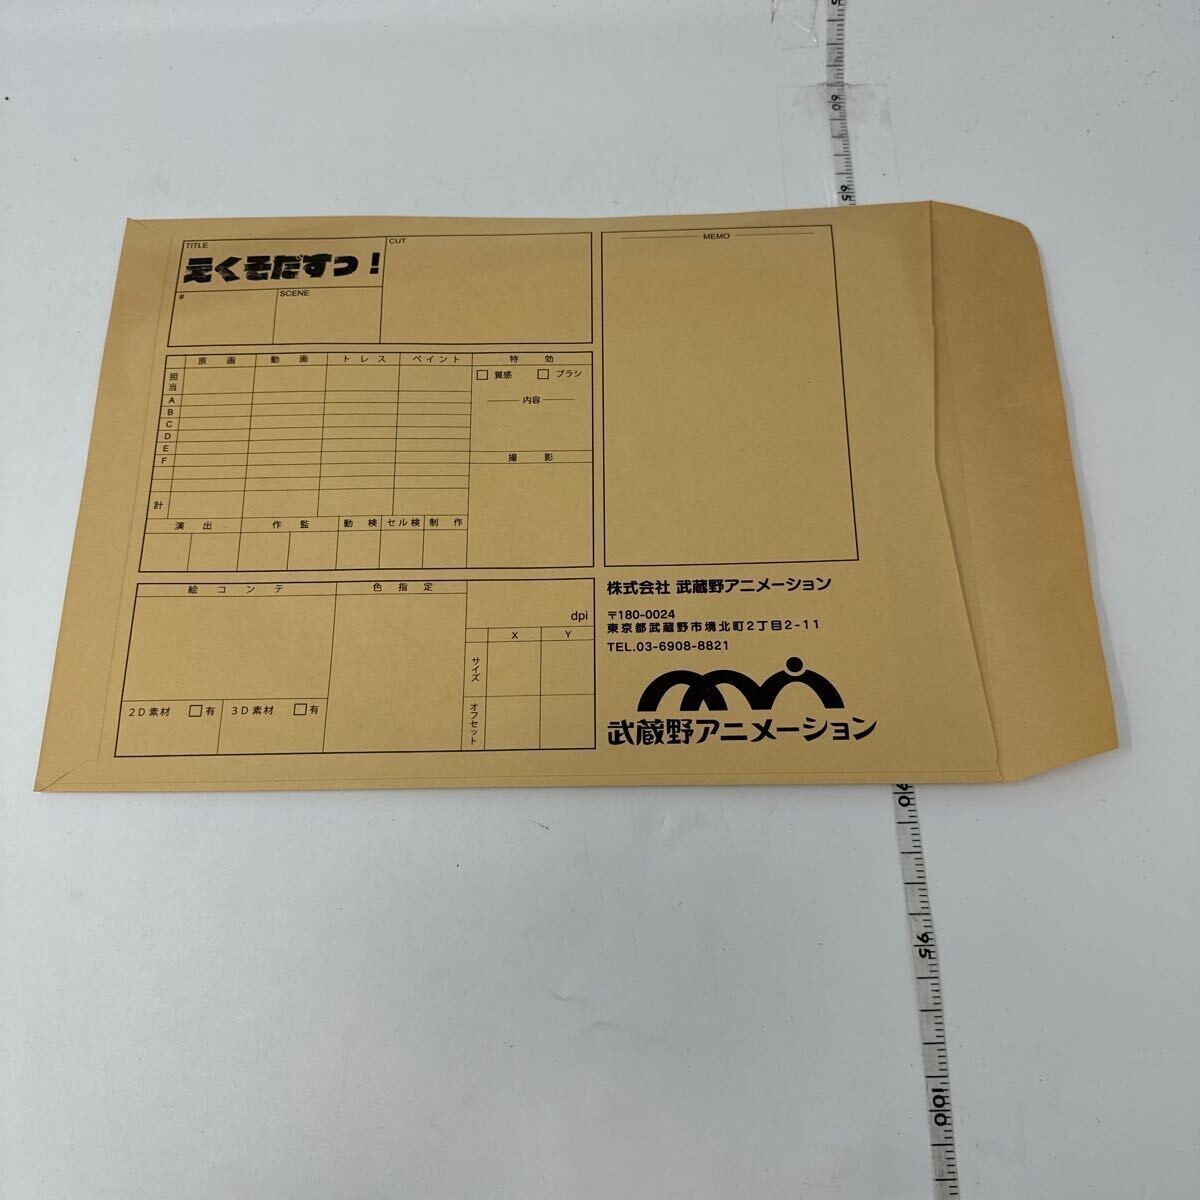 TITLE
えくそだすっ!
CUT
#
SCENE
MEMO
原画 動画 トレス ペイント 特効
担当
□ 質感 □ ブラシ
内容
A
B
C
D
E
F
撮影
計
演出 作監 動検 セル検 制作
絵コンテ 色指定
dpi
X Y
サイズ
オフセット
2D素材 □有 3D素材 □有
株式会社 武蔵野アニメーション
〒180-0024
東京都武蔵野市境北町2丁目2-11
TEL.03-6908-8821
武蔵野アニメーション
60
65
90
95
100